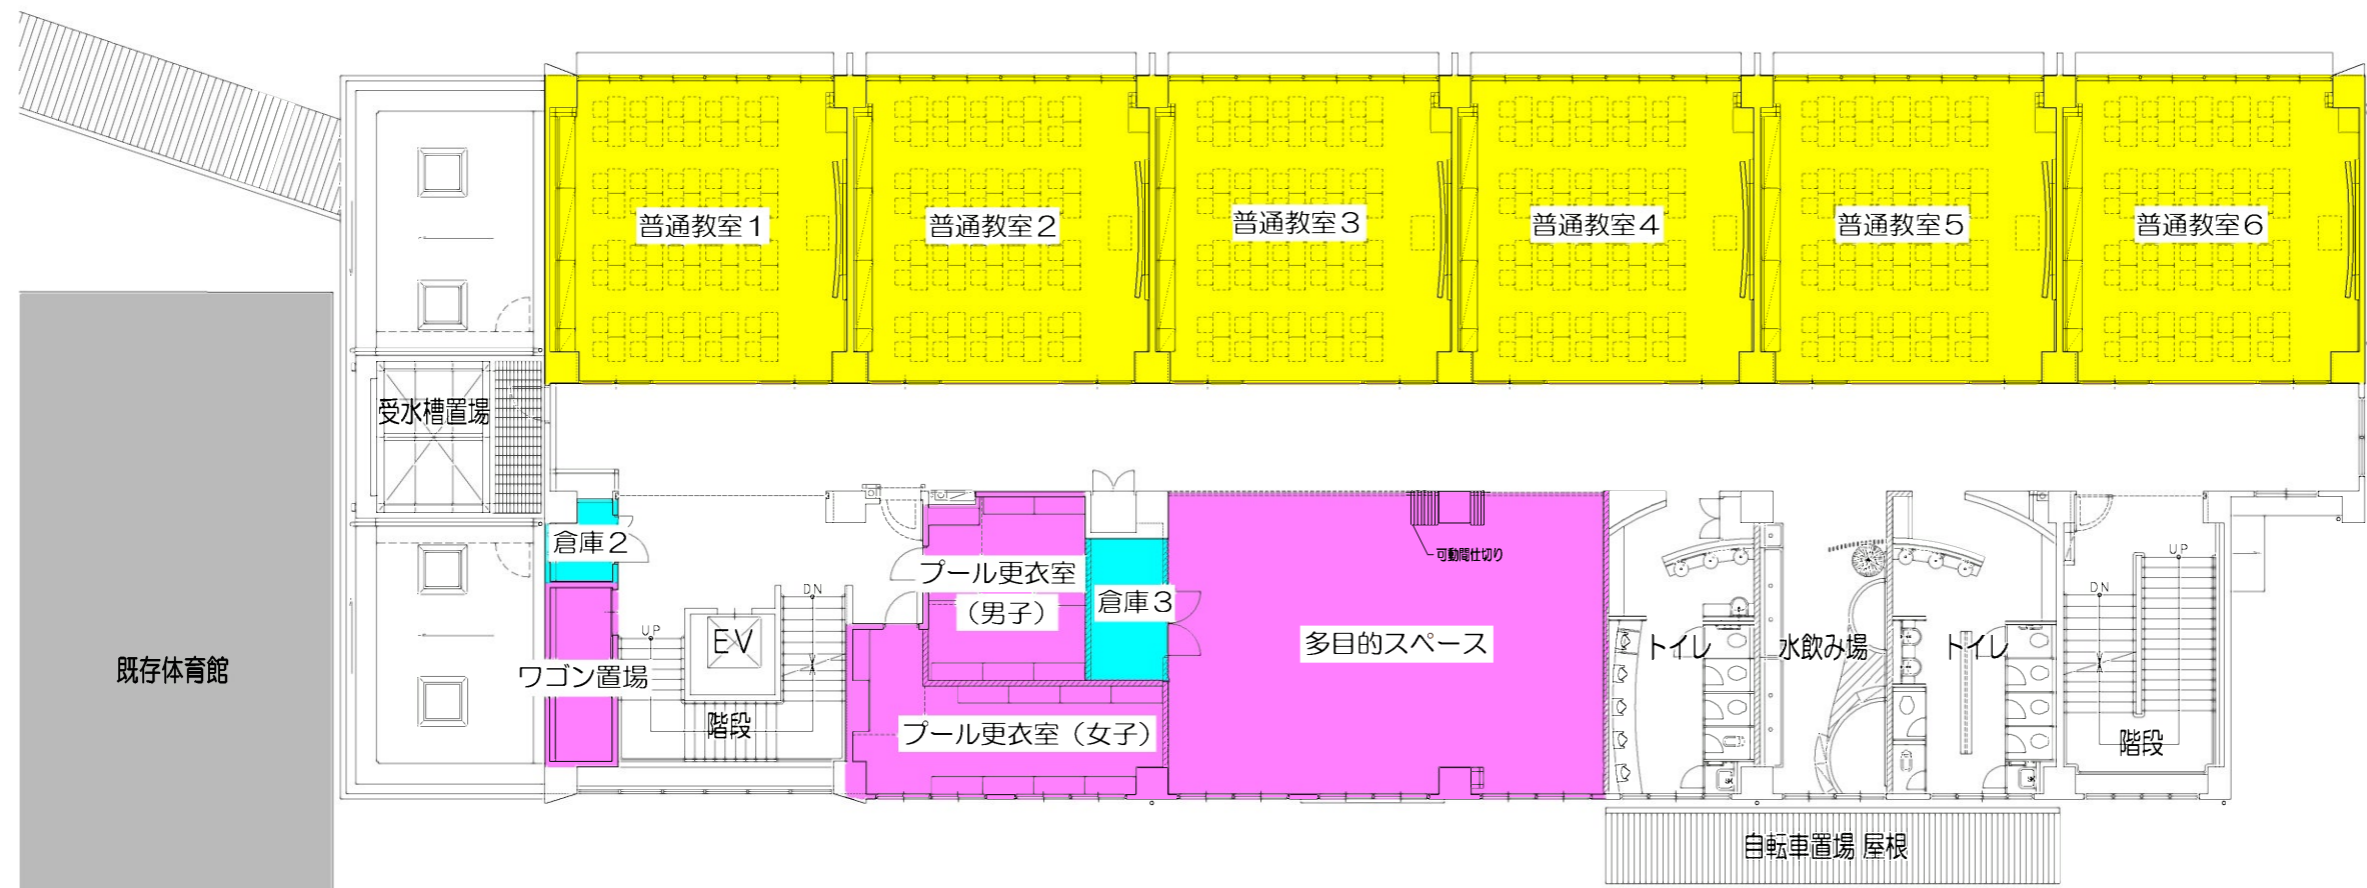 普通教室1
普通教室2
普通教室3
普通教室4
普通教室5
普通教室6
受水槽置場
倉庫2
プール更衣室
（男子）
倉庫3
可動間仕切り
多目的スペース
DN
UP
EV
ワゴン置場
階段
プール更衣室（女子）
トイレ
水飲み場
トイレ
UP
DN
階段
既存体育館
自転車置場 屋根